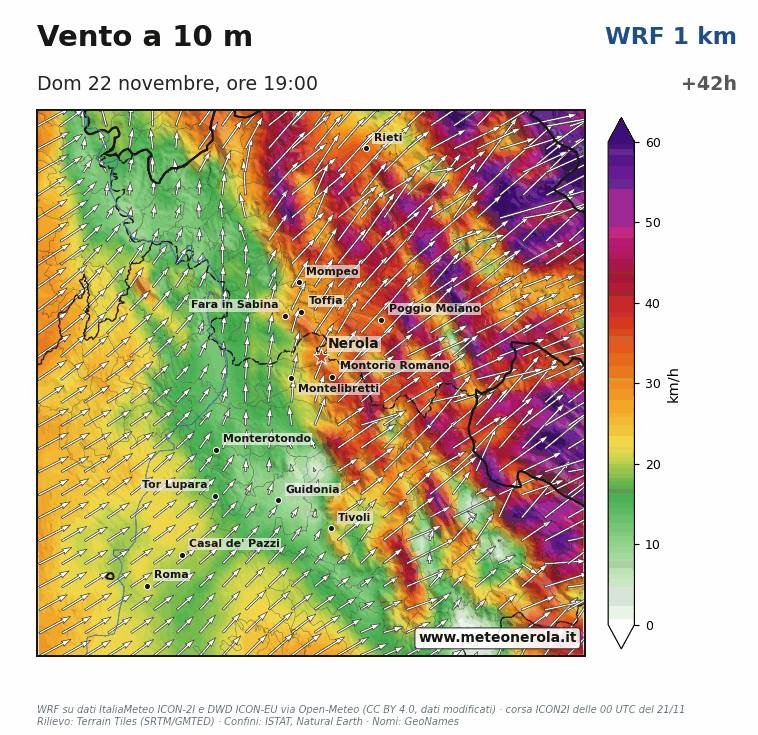 Vento a 10 m
WRF 1 km
Dom 22 novembre, ore 19:00
+42h
Rieti
Mompeo
Fara in Sabina
Toffia
Poggio Moiano
Nerola
Montorio Romano
Montelibretti
Monterotondo
Tor Lupara
Guidonia
Tivoli
Casal de' Pazzi
Roma
www.meteonerola.it
60
50
40
30
20
10
0
km/h
WRF su dati ItaliaMeteo ICON-2I e DWD ICON-EU via Open-Meteo (CC BY 4.0, dati modificati) · corsa ICON2I delle 00 UTC del 21/11
Rilievo: Terrain Tiles (SRTM/GMTED) · Confini: ISTAT, Natural Earth · Nomi: GeoNames